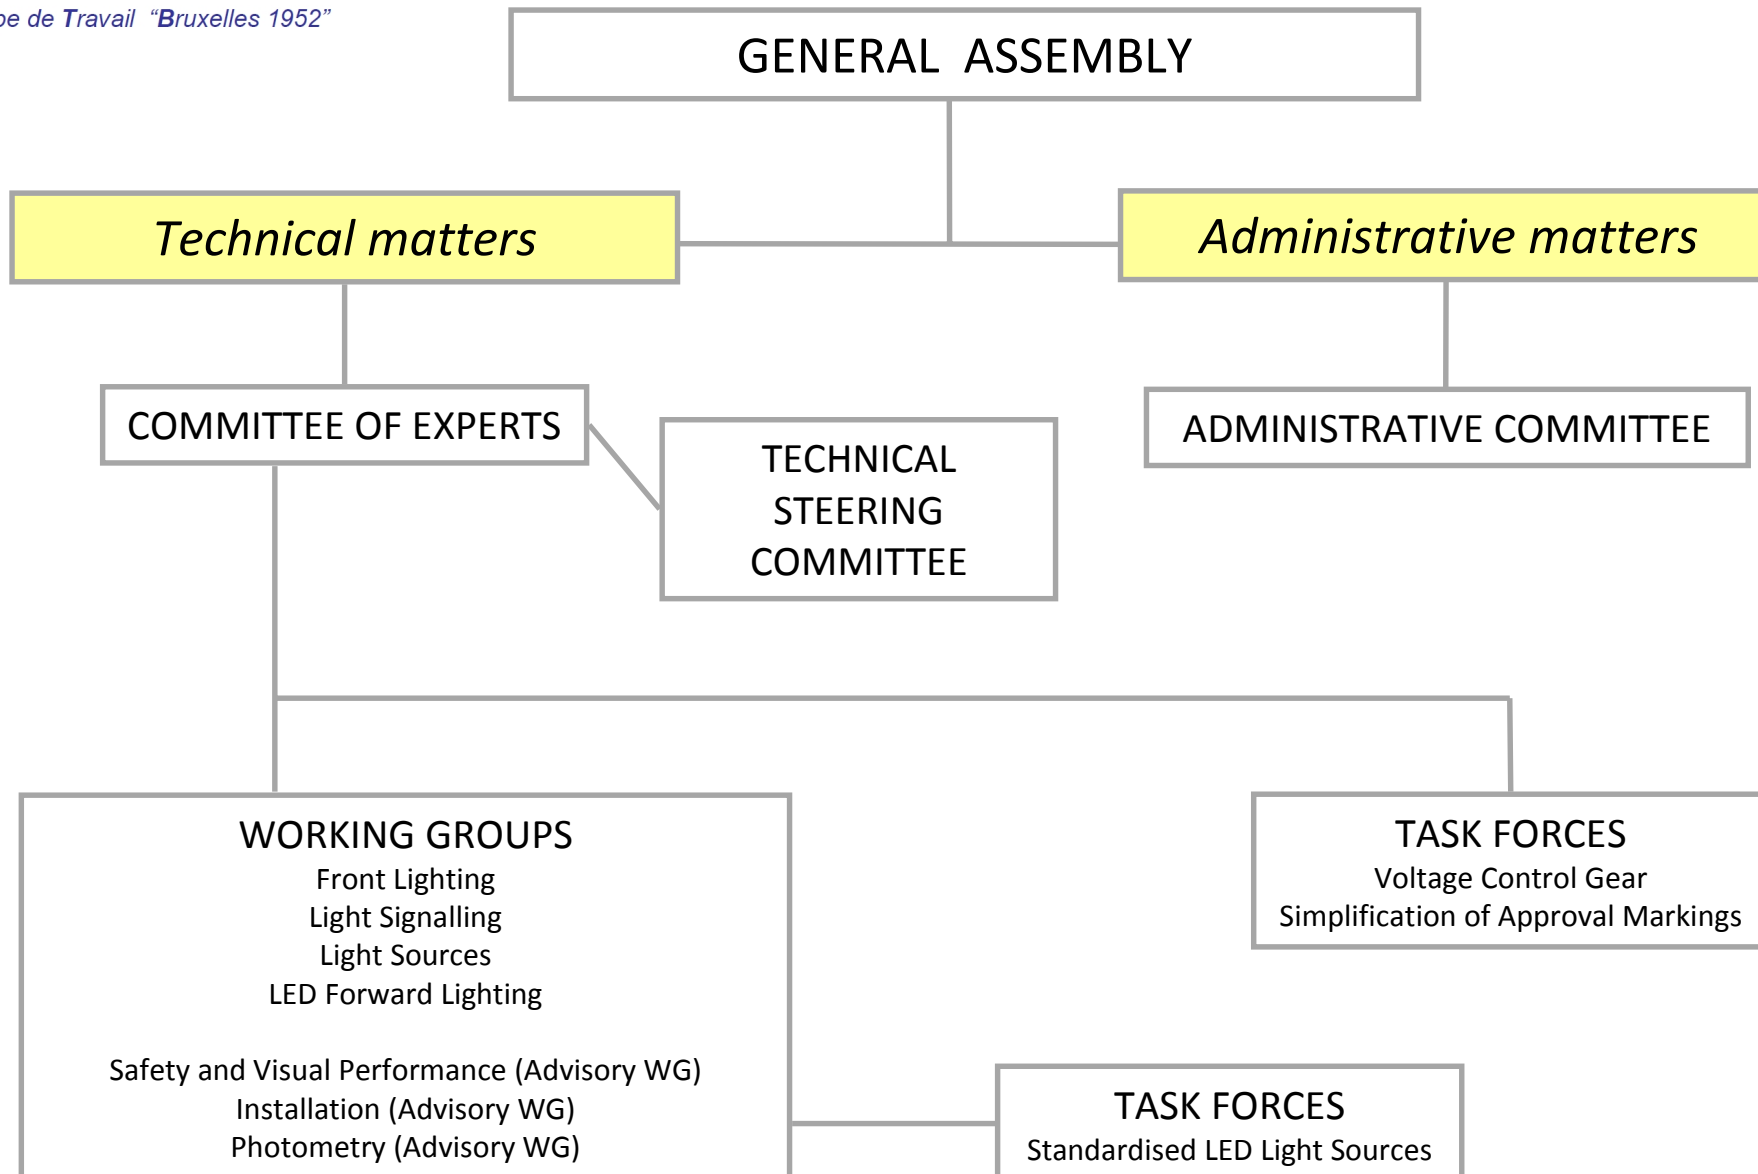 de Travail “Bruxelles 1952”
GENERAL ASSEMBLY
Technical matters
Administrative matters
COMMITTEE OF EXPERTS
TECHNICAL
STEERING
COMMITTEE
ADMINISTRATIVE COMMITTEE
WORKING GROUPS
Front Lighting
Light Signalling
Light Sources
LED Forward Lighting
Safety and Visual Performance (Advisory WG)
Installation (Advisory WG)
Photometry (Advisory WG)
TASK FORCES
Voltage Control Gear
Simplification of Approval Markings
TASK FORCES
Standardised LED Light Sources